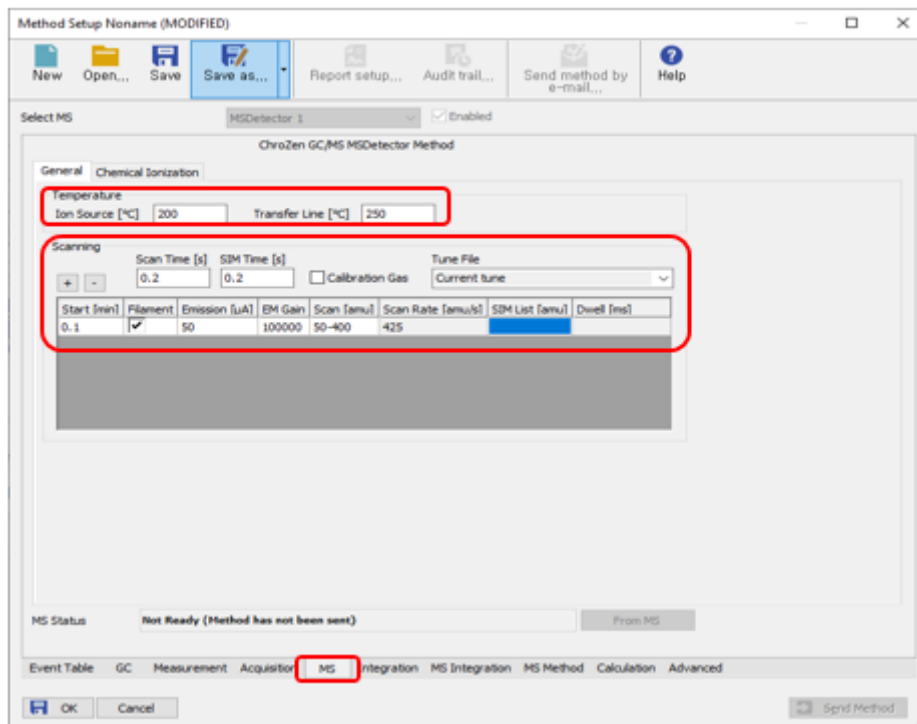 Method Setup Noname (MODIFIED)
New Open... Save Save as... Report setup... Audit trail... Send method by e-mail... Help
Select MS MSDetector 1 Enabled
ChroZen GC/MS MSDetector Method
General Chemical Ionization
Temperature
Ion Source [°C] 200 Transfer Line [°C] 250
Scanning
Scan Time [s] SIM Time [s] Tune File
+ - 0.2 0.2 Calibration Gas Current tune
Start [min] Filament Emission [µA] EM Gain Scan [amu] Scan Rate [amu/s] SIM List [amu] Dwell [ms]
0.1 50 100000 50-400 425
MS Status Not Ready (Method has not been sent) From MS
Event Table GC Measurement Acquisition MS Integration MS Integration MS Method Calculation Advanced
OK Cancel Send Method